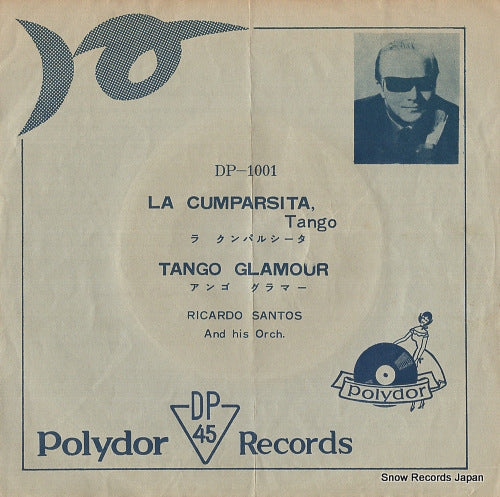 DP-1001
LA CUMPARSITA,
Tango
ラ クンパルシータ
TANGO GLAMOUR
アンゴ グラマー
RICARDO SANTOS
And his Orch.
polydor
Polydor DP 45 Records
Snow Records Japan